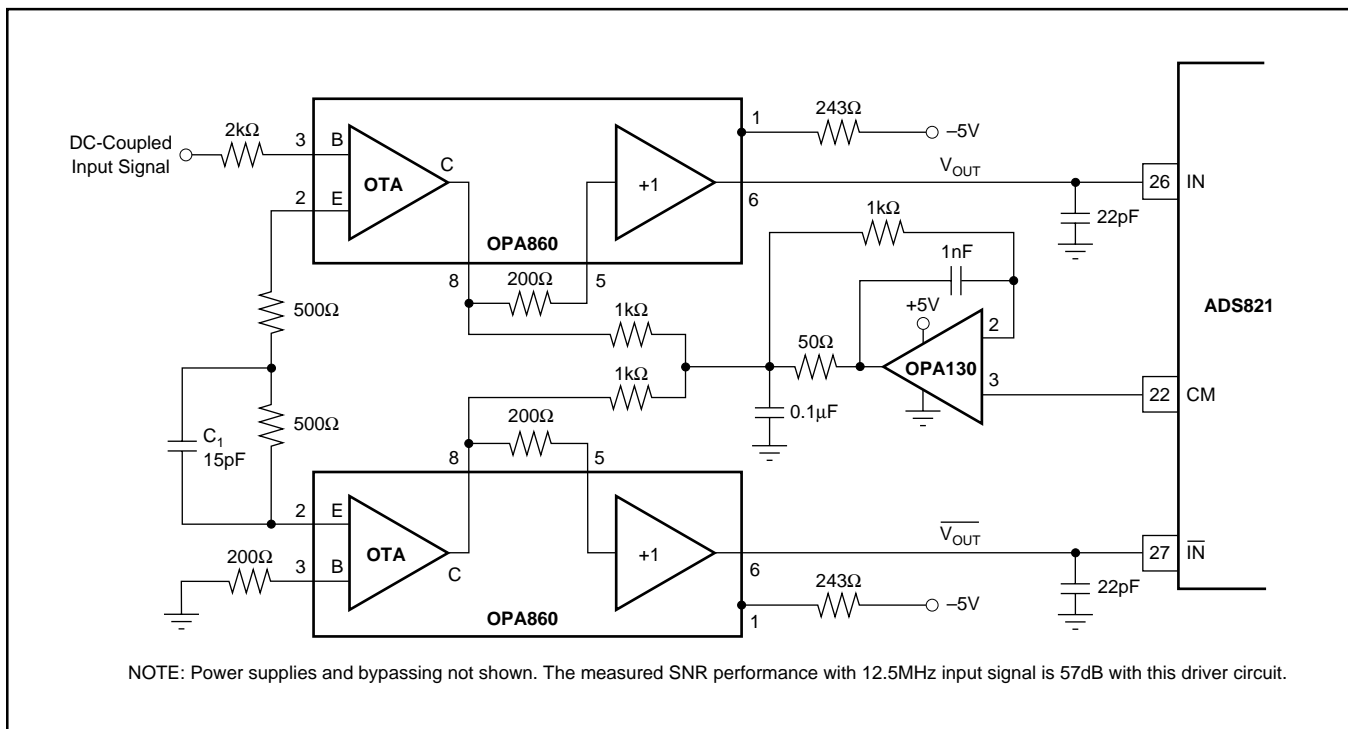 DC-Coupled
Input Signal
2kΩ
3
B
OTA
C
2
E
+1
OPA860
1
243Ω
–5V
VOUT
6
26
IN
22pF
8
200Ω
5
1kΩ
1nF
+5V
2
ADS821
500Ω
1kΩ
50Ω
OPA130
3
22
CM
1kΩ
0.1µF
500Ω
C1
15pF
200Ω
8
5
2
E
OTA
+1
VOUT
27
IN
200Ω
3
B
C
6
243Ω
–5V
22pF
OPA860
1
NOTE: Power supplies and bypassing not shown. The measured SNR performance with 12.5MHz input signal is 57dB with this driver circuit.